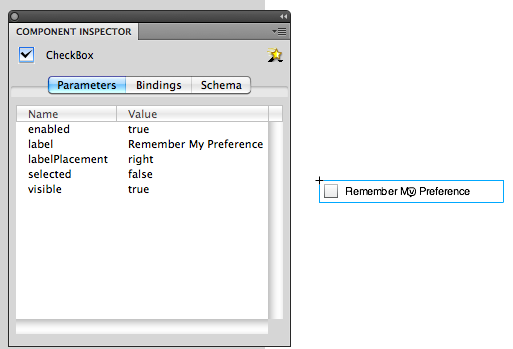 COMPONENT INSPECTOR
CheckBox
Parameters Bindings Schema
Name Value
enabled true
label Remember My Preference
labelPlacement right
selected false
visible true
Remember My Preference